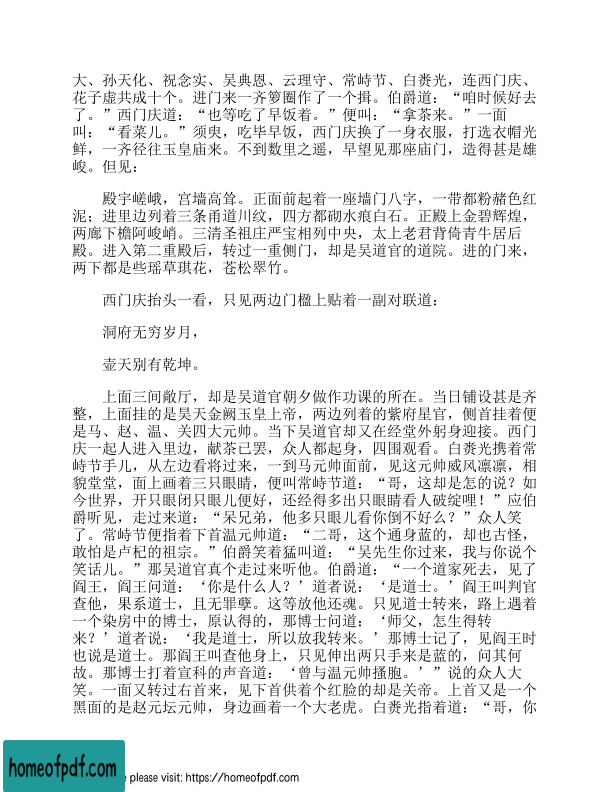 大、孙天化、祝念实、吴典恩、云理守、常峙节、白赉光，连西门庆、
花子虚共成十个。进门来一齐箩圈作了一个揖。伯爵道：“咱时候好去
了。”西门庆道：“也等吃了早饭着。”便叫：“拿茶来。”一面
叫：“看菜儿。”须臾，吃毕早饭，西门庆换了一身衣服，打选衣帽光
鲜，一齐径往玉皇庙来。不到数里之遥，早望见那座庙门，造得甚是雄
峻。但见：
殿宇嵯峨，宫墙高耸。正面前起着一座墙门八字，一带都粉赭色红
泥；进里边列着三条甬道川纹，四方都砌水痕白石。正殿上金碧辉煌，
两廊下檐阿峻峭。三清圣祖庄严宝相列中央，太上老君背倚青牛居后
殿。进入第二重殿后，转过一重侧门，却是吴道官的道院。进的门来，
两下都是些瑶草琪花，苍松翠竹。
西门庆抬头一看，只见两边门楹上贴着一副对联道：
洞府无穷岁月，
壶天别有乾坤。
上面三间敞厅，却是吴道官朝夕做作功课的所在。当日铺设甚是齐
整，上面挂的是昊天金阙玉皇上帝，两边列着的紫府星官，侧首挂着便
是马、赵、温、关四大元帅。当下吴道官却又在经堂外躬身迎接。西门
庆一起人进入里边，献茶已罢，众人都起身，四围观看。白赉光携着常
峙节手儿，从左边看将过来，一到马元帅面前，见这元帅威风凛凛，相
貌堂堂，面上画着三只眼睛，便叫常峙节道：“哥，这却是怎的说？如
今世界，开只眼闭只眼儿便好，还经得多出只眼睛看人破绽哩！”应伯
爵听见，走过来道：“呆兄弟，他多只眼儿看你倒不好么？”众人笑
了。常峙节便指着下首温元帅道：“二哥，这个通身蓝的，却也古怪，
敢怕是卢杞的祖宗。”伯爵笑着猛叫道：“吴先生你过来，我与你说个
笑话儿。”那吴道官真个走过来听他。伯爵道：“一个道家死去，见了
阎王，阎王问道：‘你是什么人？’道者说：‘是道士。’阎王叫判官
查他，果系道士，且无罪孽。这等放他还魂。只见道士转来，路上遇着
一个染房中的博士，原认得的，那博士问道：‘师父，怎生得转
来？’道者说：‘我是道士，所以放我转来。’那博士记了，见阎王时
也说是道士。那阎王叫查他身上，只见伸出两只手来是蓝的，问其何
故。那博士打着宣科的声音道：‘曾与温元帅搔胞。’”说的众人大
笑。一面又转过右首来，见下首供着个红脸的却是关帝。上首又是一个
黑面的是赵元坛元帅，身边画着一个大老虎。白赉光指着道：“哥，你
homeofpdf.com
e please visit: https://homeofpdf.com